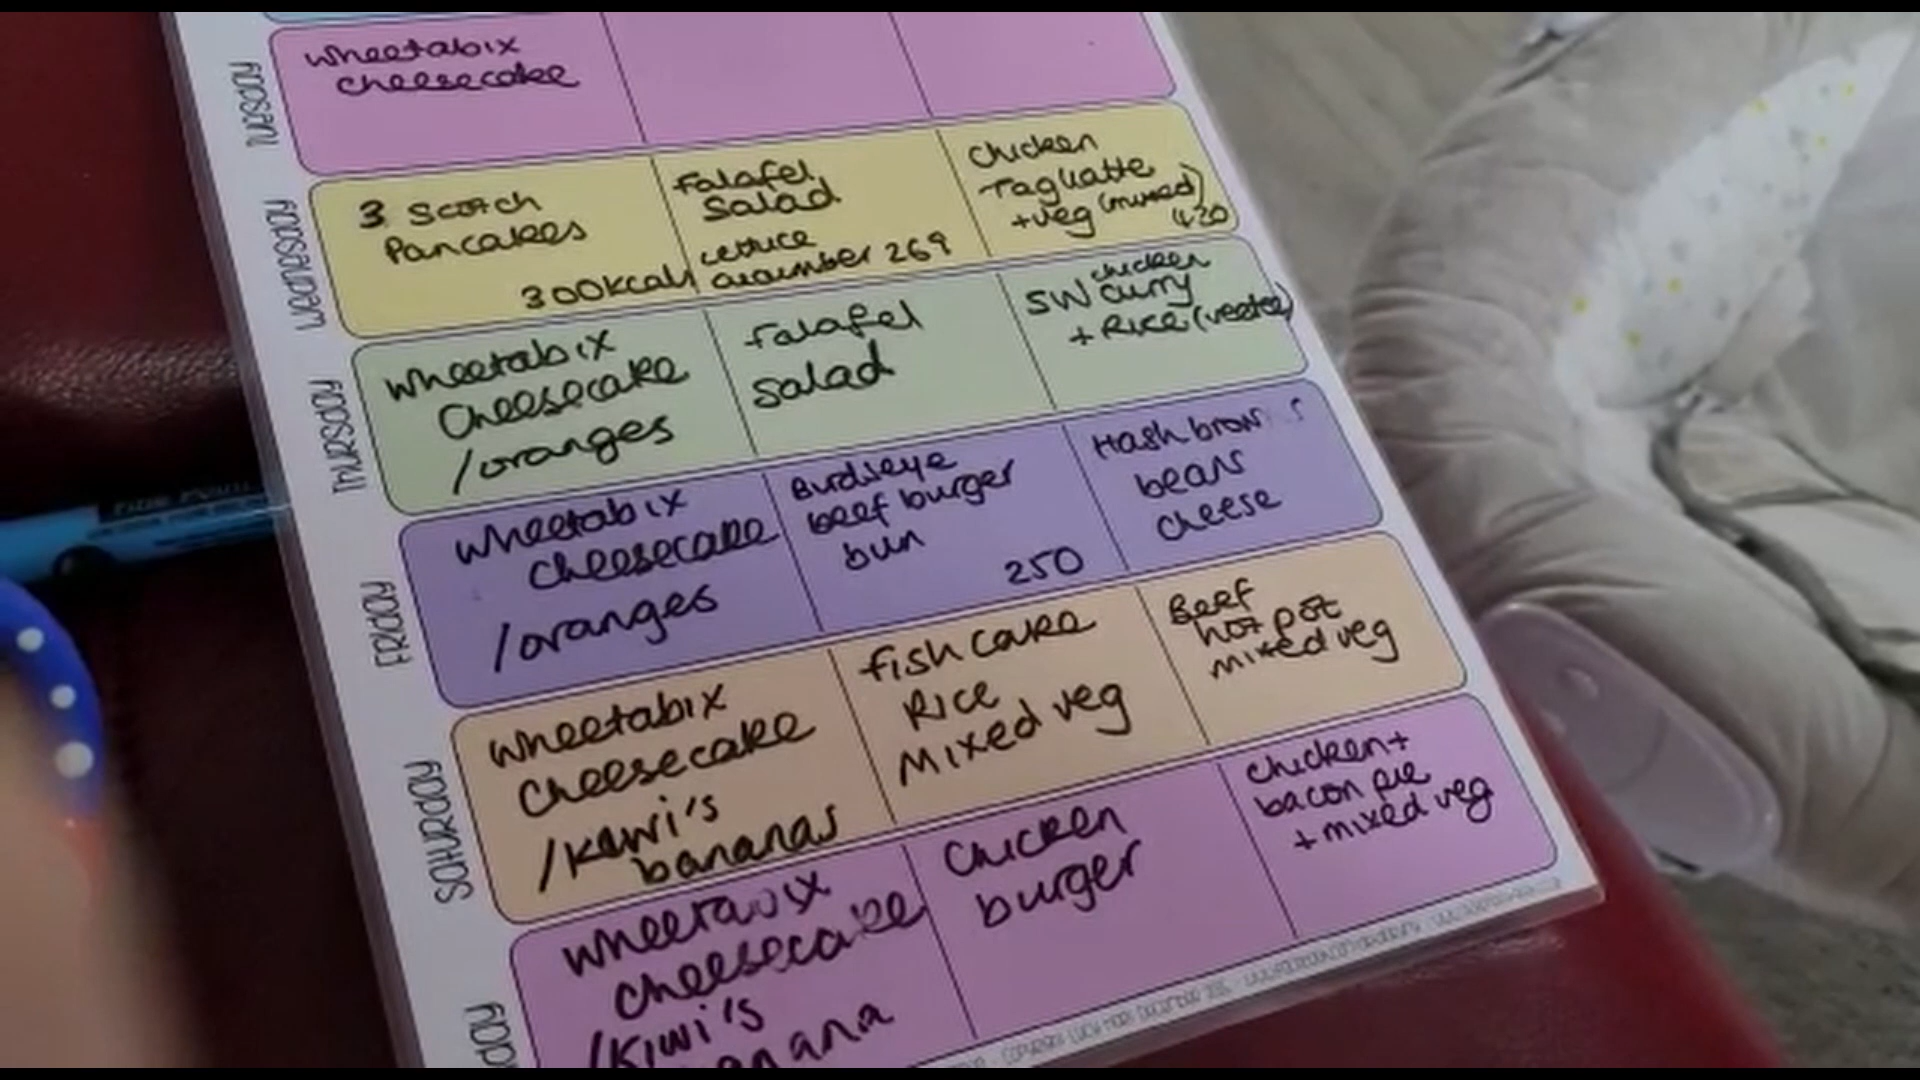 Tuesday
wheetabix
cheesecake
Wednesday
3 Scotch
Pancakes
300kcals
Falafel
Salad
lettuce
cucumber 269
Chicken
Tagliatte
+veg (mixed)
420
Thursday
wheetabix
Cheesecake
/oranges
falafel
salad
SW chicken
curry
+ Rice (veetee)
Friday
wheetabix
cheesecake
/oranges
Birdseye
beef burger
bun
250
Hash browns
beans
cheese
Saturday
wheetabix
cheesecake
/kiwi's
bananas
fish cake
Rice
Mixed veg
Beef
hot pot
mixed veg
wheetabix
cheesecake
/Kiwi's
Chicken
burger
chicken+
bacon pie
+ mixed veg